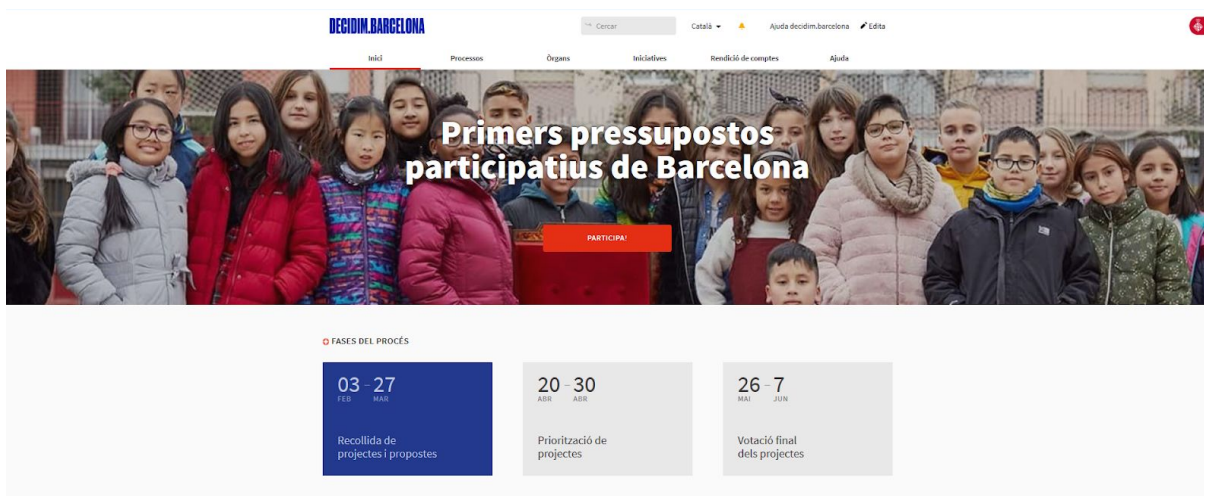 DECIDIM.BARCELONA
Cercar
Català
Ajuda decidim.barcelona
Edita
Inici
Processos
Òrgans
Iniciatives
Rendició de comptes
Ajuda
Primers pressupostos
participatius de Barcelona
PARTICIPA!
FASES DEL PROCÉS
03 - 27
FEB MAR
Recollida de
projectes i propostes
20 - 30
ABR ABR
Priorització de
projectes
26 - 7
MAI JUN
Votació final
dels projectes